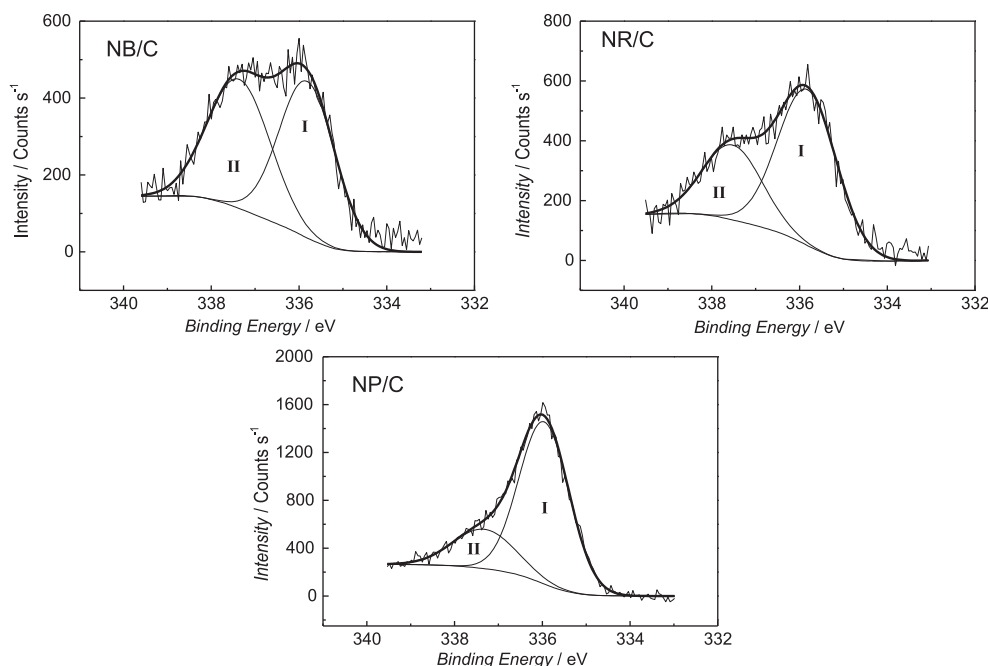 NB/C
600
400
200
0
Intensity / Counts s⁻¹
I
II
340 338 336 334 332
Binding Energy / eV
NR/C
800
600
400
200
0
Intensity / Counts s⁻¹
I
II
340 338 336 334 332
Binding Energy / eV
NP/C
2000
1600
1200
800
400
0
Intensity / Counts s⁻¹
I
II
340 338 336 334 332
Binding Energy / eV